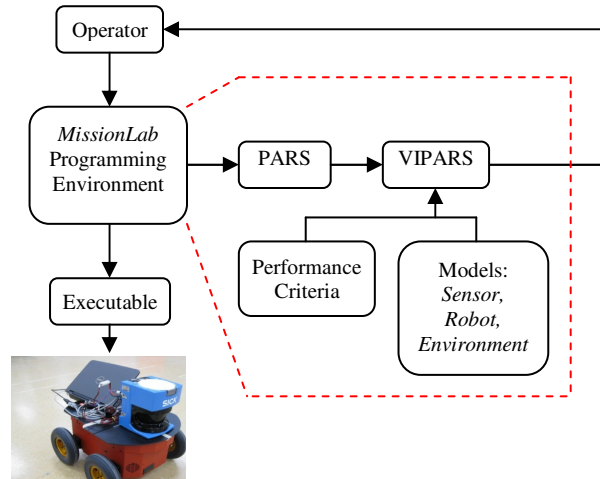 Operator
MissionLab
Programming
Environment
PARS
VIPARS
Performance
Criteria
Models:
Sensor,
Robot,
Environment
Executable
SICK